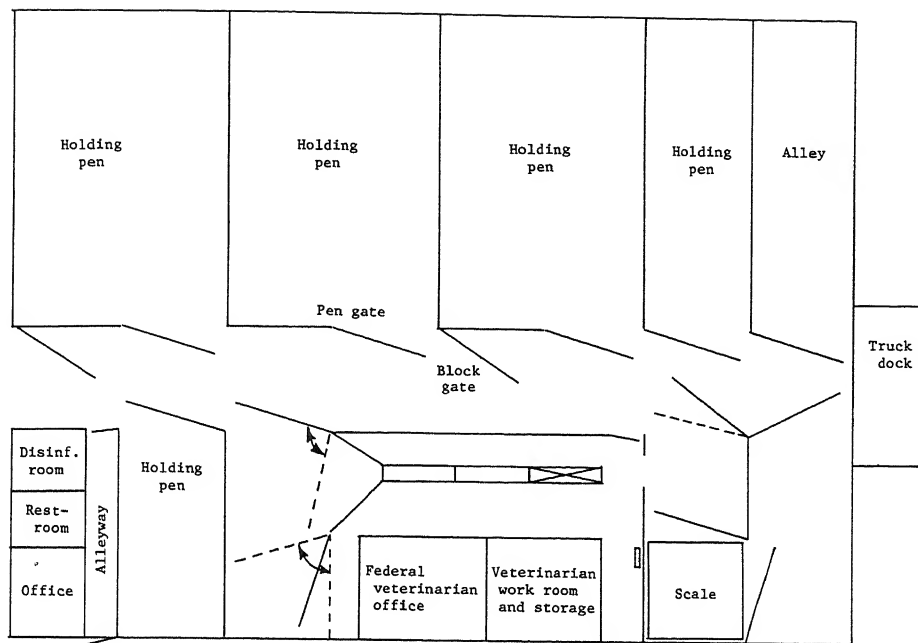 Holding
pen
Holding
pen
Holding
pen
Holding
pen
Alley
Pen gate
Truck
dock
Block
gate
Disinf.
room
Holding
pen
Rest-
room
Alleyway
Office
Federal
veterinarian
office
Veterinarian
work room
and storage
Scale